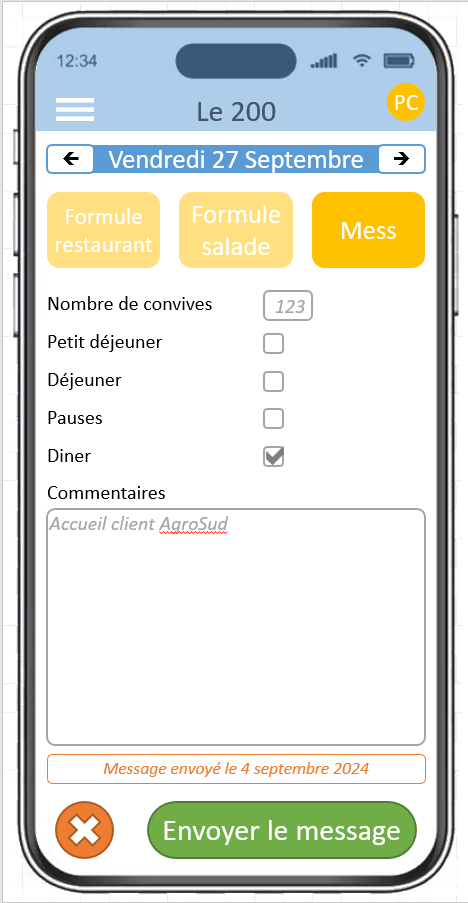 12:34
Le 200
PC
Vendredi 27 Septembre
Formule
restaurant
Formule
salade
Mess
Nombre de convives
123
Petit déjeuner
Déjeuner
Pauses
Diner
Commentaires
Accueil client AgroSud
Message envoyé le 4 septembre 2024
Envoyer le message